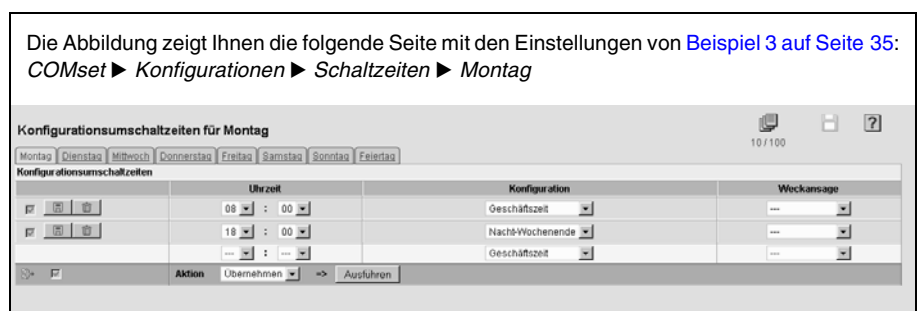 Die Abbildung zeigt Ihnen die folgende Seite mit den Einstellungen von Beispiel 3 auf Seite 35:
COMset ► Konfigurationen ► Schaltzeiten ► Montag
Konfigurationsumschaltzeiten für Montag
10/100
?
Montag Dienstag Mittwoch Donnerstag Freitag Samstag Sonntag Feiertag
Konfigurationsumschaltzeiten
Uhrzeit Konfiguration Weckansage
08 : 00 Geschäftszeit ---
18 : 00 Nacht-Wochenende ---
--- : --- Geschäftszeit ---
Aktion Übernehmen => Ausführen